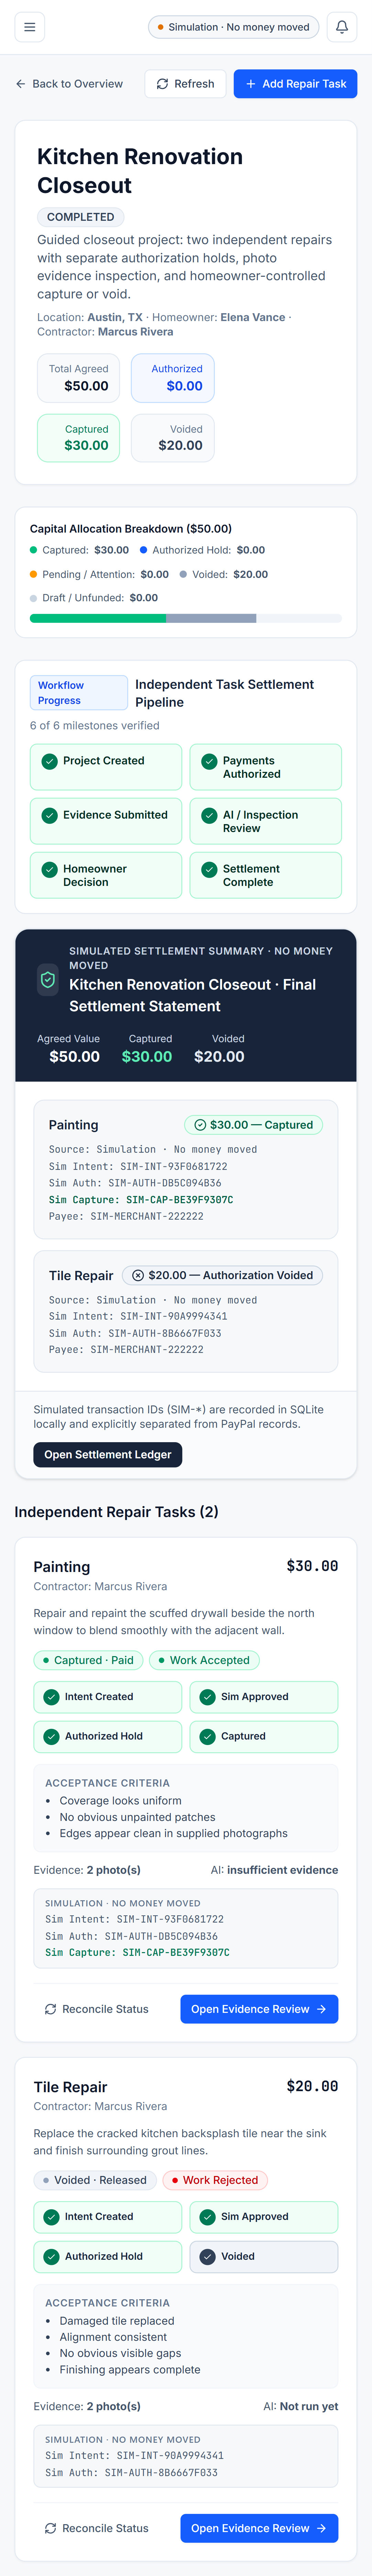 Simulation · No money moved
Back to Overview
Refresh
Add Repair Task
Kitchen Renovation
Closeout
COMPLETED
Guided closeout project: two independent repairs
with separate authorization holds, photo
evidence inspection, and homeowner-controlled
capture or void.
Location: Austin, TX · Homeowner: Elena Vance ·
Contractor: Marcus Rivera
Total Agreed
$50.00
Authorized
$0.00
Captured
$30.00
Voided
$20.00
Capital Allocation Breakdown ($50.00)
Captured: $30.00
Authorized Hold: $0.00
Pending / Attention: $0.00
Voided: $20.00
Draft / Unfunded: $0.00
Workflow
Progress
Independent Task Settlement
Pipeline
6 of 6 milestones verified
Project Created
Payments
Authorized
Evidence Submitted
AI / Inspection
Review
Homeowner
Decision
Settlement
Complete
SIMULATED SETTLEMENT SUMMARY · NO MONEY
MOVED
Kitchen Renovation Closeout · Final
Settlement Statement
Agreed Value
$50.00
Captured
$30.00
Voided
$20.00
Painting
$30.00 — Captured
Source: Simulation · No money moved
Sim Intent: SIM-INT-93F0681722
Sim Auth: SIM-AUTH-DB5C094B36
Sim Capture: SIM-CAP-BE39F9307C
Payee: SIM-MERCHANT-222222
Tile Repair
$20.00 — Authorization Voided
Source: Simulation · No money moved
Sim Intent: SIM-INT-90A9994341
Sim Auth: SIM-AUTH-8B6667F033
Payee: SIM-MERCHANT-222222
Simulated transaction IDs (SIM-*) are recorded in SQLite
locally and explicitly separated from PayPal records.
Open Settlement Ledger
Independent Repair Tasks (2)
Painting
$30.00
Contractor: Marcus Rivera
Repair and repaint the scuffed drywall beside the north
window to blend smoothly with the adjacent wall.
Captured · Paid
Work Accepted
Intent Created
Sim Approved
Authorized Hold
Captured
ACCEPTANCE CRITERIA
• Coverage looks uniform
• No obvious unpainted patches
• Edges appear clean in supplied photographs
Evidence: 2 photo(s)
AI: insufficient evidence
SIMULATION · NO MONEY MOVED
Sim Intent: SIM-INT-93F0681722
Sim Auth: SIM-AUTH-DB5C094B36
Sim Capture: SIM-CAP-BE39F9307C
Reconcile Status
Open Evidence Review
Tile Repair
$20.00
Contractor: Marcus Rivera
Replace the cracked kitchen backsplash tile near the sink
and finish surrounding grout lines.
Voided · Released
Work Rejected
Intent Created
Sim Approved
Authorized Hold
Voided
ACCEPTANCE CRITERIA
• Damaged tile replaced
• Alignment consistent
• No obvious visible gaps
• Finishing appears complete
Evidence: 2 photo(s)
AI: Not run yet
SIMULATION · NO MONEY MOVED
Sim Intent: SIM-INT-90A9994341
Sim Auth: SIM-AUTH-8B6667F033
Reconcile Status
Open Evidence Review